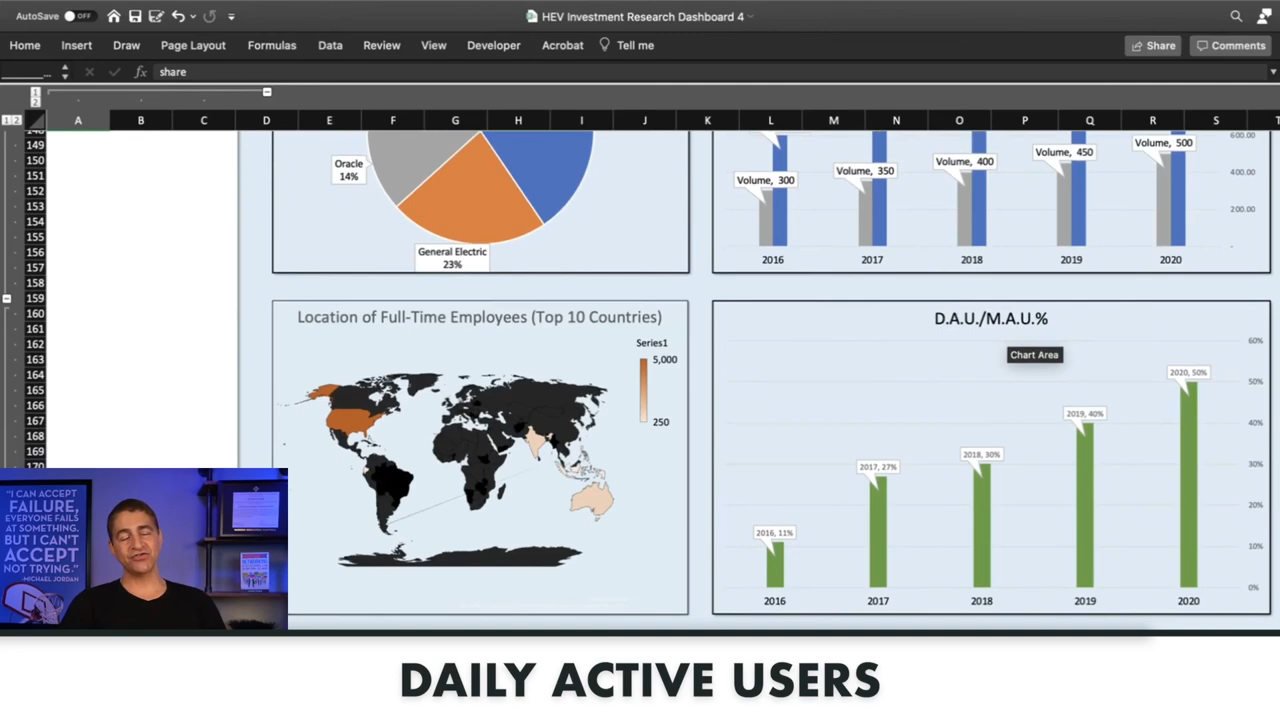 AutoSave OFF
HEV Investment Research Dashboard 4
Home Insert Draw Page Layout Formulas Data Review View Developer Acrobat Tell me
Share Comments
fx share
1
2
1 2
A B C D E F G H I J K L M N O P Q R S
149
150
151
152
153
154
155
156
157
158
159
160
161
162
163
164
165
166
167
168
169
Oracle
14%
General Electric
23%
600.00
400.00
200.00
-
Volume, 300
Volume, 350
Volume, 400
Volume, 450
Volume, 500
2016 2017 2018 2019 2020
Location of Full-Time Employees (Top 10 Countries)
Series1
5,000
250
D.A.U./M.A.U.%
Chart Area
60%
50%
40%
30%
20%
10%
0%
2016, 11%
2017, 27%
2018, 30%
2019, 40%
2020, 50%
2016 2017 2018 2019 2020
"I CAN ACCEPT
FAILURE,
EVERYONE FAILS
AT SOMETHING.
BUT I CAN'T
ACCEPT
NOT TRYING."
-MICHAEL JORDAN
NETWORKING
DAILY ACTIVE USERS